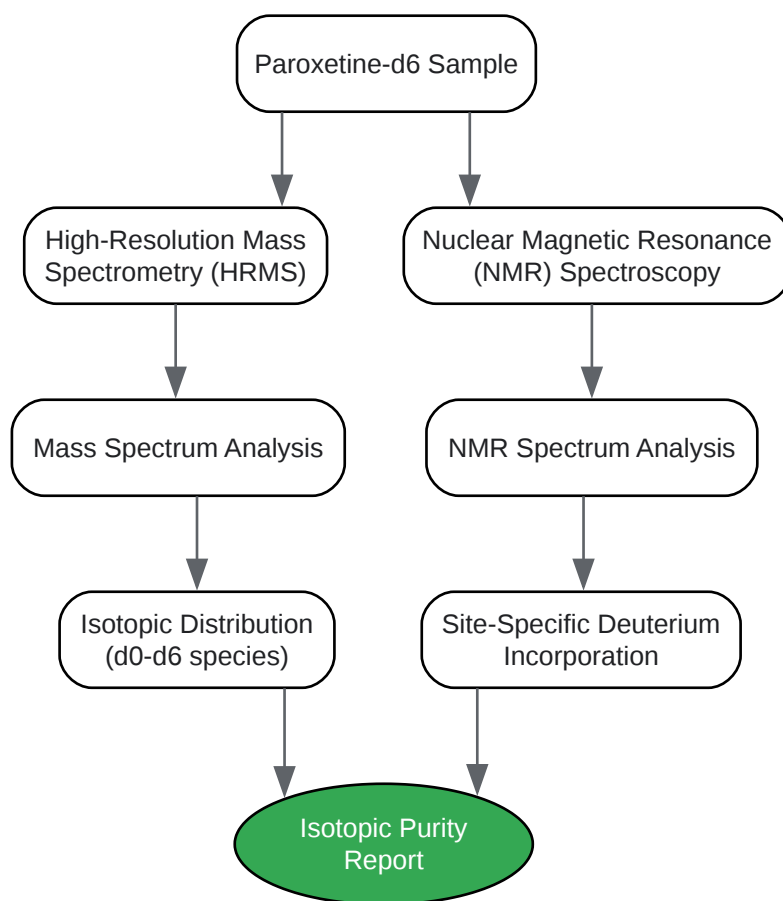 Paroxetine-d6 Sample
High-Resolution Mass
Spectrometry (HRMS)
Nuclear Magnetic Resonance
(NMR) Spectroscopy
Mass Spectrum Analysis
NMR Spectrum Analysis
Isotopic Distribution
(d0-d6 species)
Site-Specific Deuterium
Incorporation
Isotopic Purity
Report